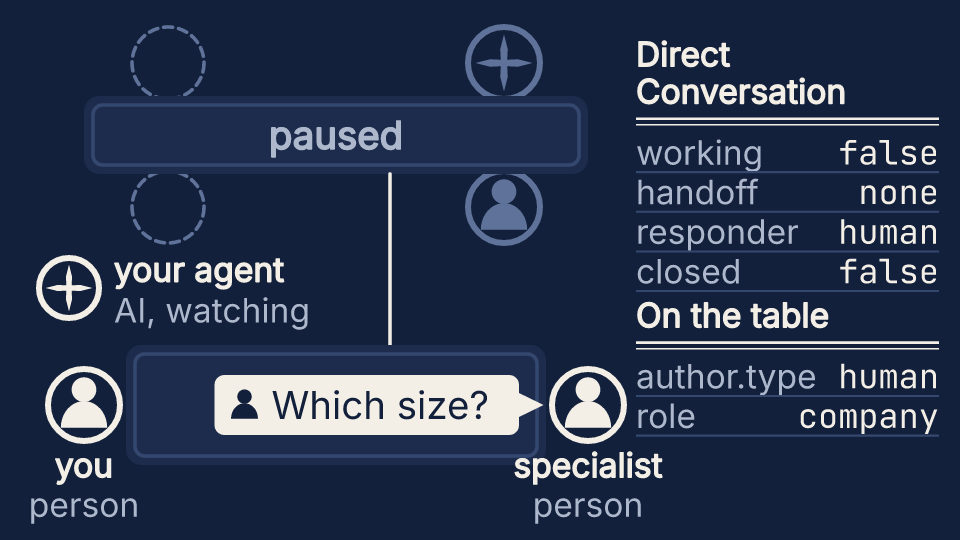 paused
your agent
AI, watching
Which size?
you
person
specialist
person
Direct
Conversation
working false
handoff none
responder human
closed false
On the table
author.type human
role company